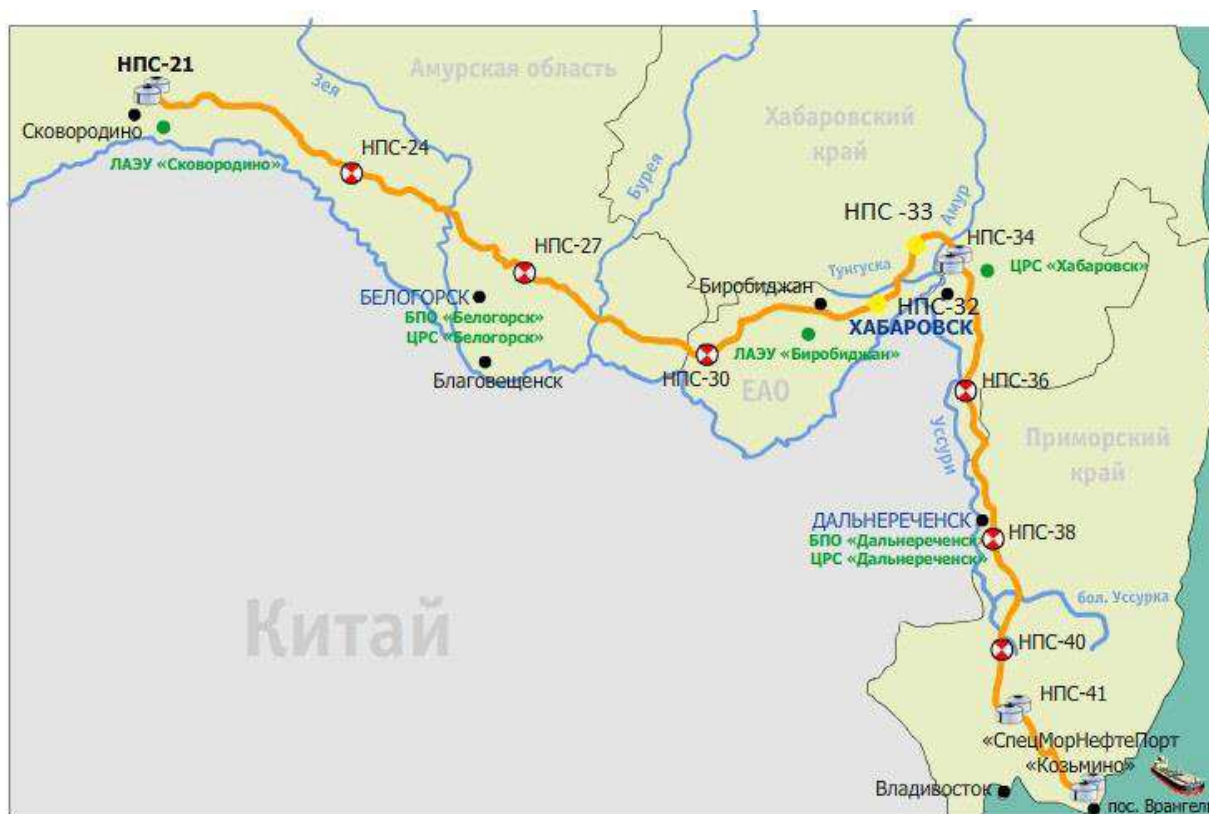 НПС-21
Зея
Амурская область
Сковородино
ЛАЭУ «Сковородино»
НПС-24
Бурея
Хабаровский
край
НПС -33
Амур
НПС-34
ЦРС «Хабаровск»
НПС-27
Тунгуска
Биробиджан
НПС-32
ХАБАРОВСК
БЕЛОГОРСК
БПО «Белогорск»
ЦРС «Белогорск»
Благовещенск
НПС-30
ЛАЭУ «Биробиджан»
ЕАО
НПС-36
Уссури
Приморский
край
ДАЛЬНЕРЕЧЕНСК
БПО «Дальнереченск»
ЦРС «Дальнереченск»
НПС-38
бол. Уссурка
Китай
НПС-40
НПС-41
«СпецМорНефтеПорт
«Козьмино»
Владивосток
пос. Врангель